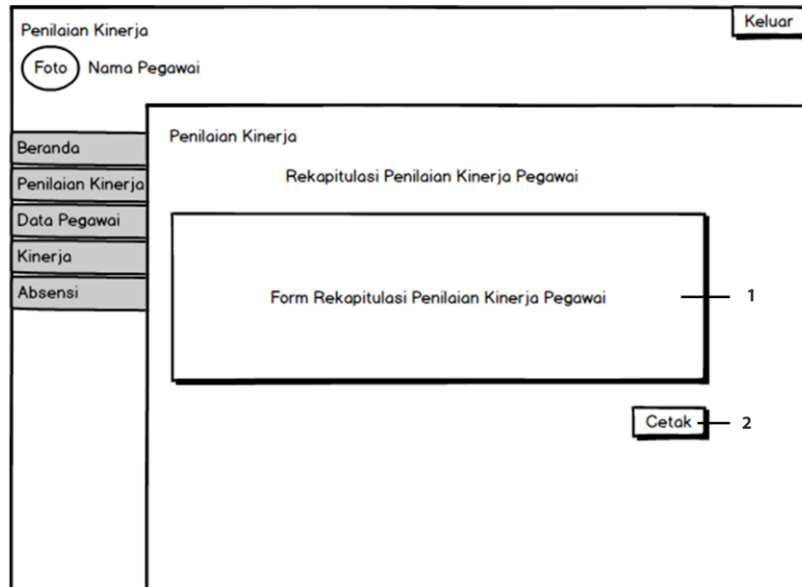 Penilaian Kinerja
Keluar
Foto
Nama Pegawai
Beranda
Penilaian Kinerja
Data Pegawai
Kinerja
Absensi
Penilaian Kinerja
Rekapitulasi Penilaian Kinerja Pegawai
Form Rekapitulasi Penilaian Kinerja Pegawai
1
Cetak
2